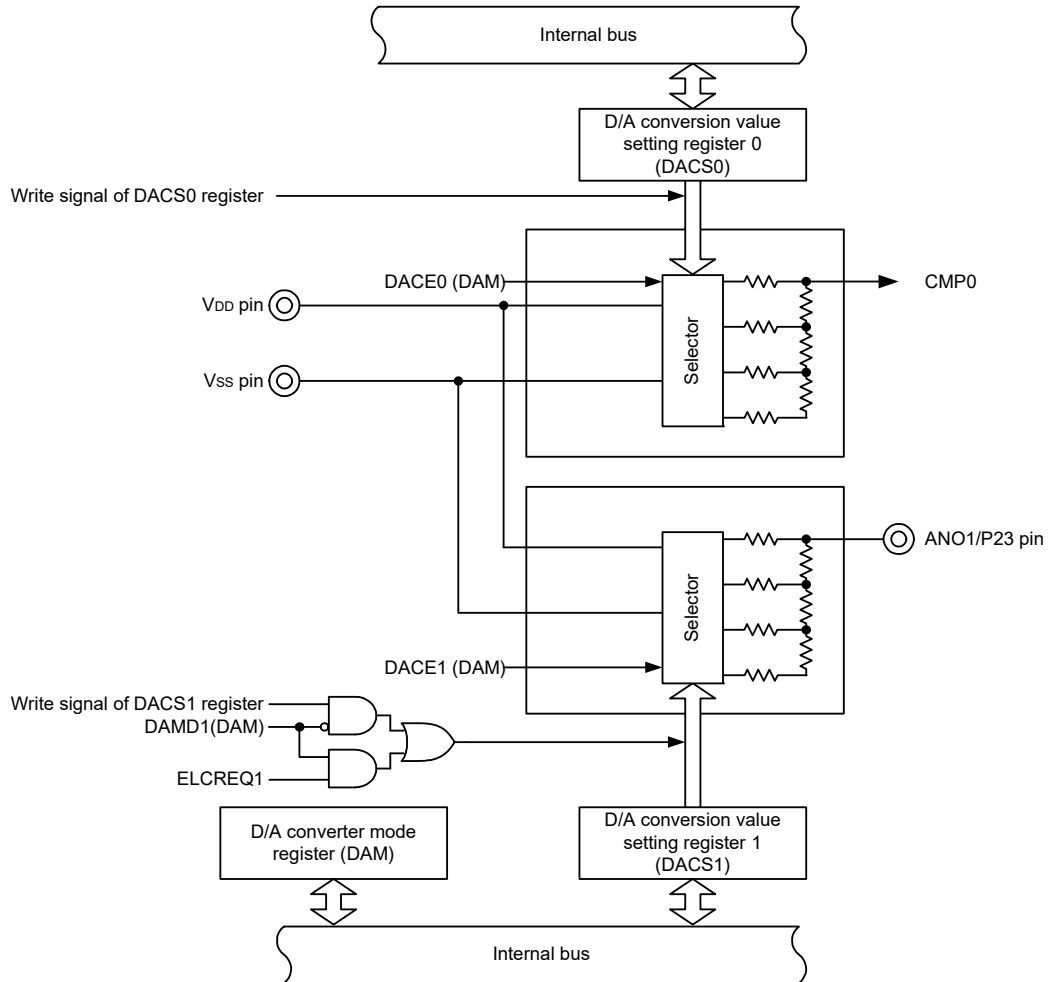 Internal bus
D/A conversion value
setting register 0
(DACS0)
Write signal of DACS0 register
DACE0 (DAM)
VDD pin
VSS pin
Selector
CMP0
Selector
ANO1/P23 pin
DACE1 (DAM)
Write signal of DACS1 register
DAMD1(DAM)
ELCREQ1
D/A converter mode
register (DAM)
D/A conversion value
setting register 1
(DACS1)
Internal bus